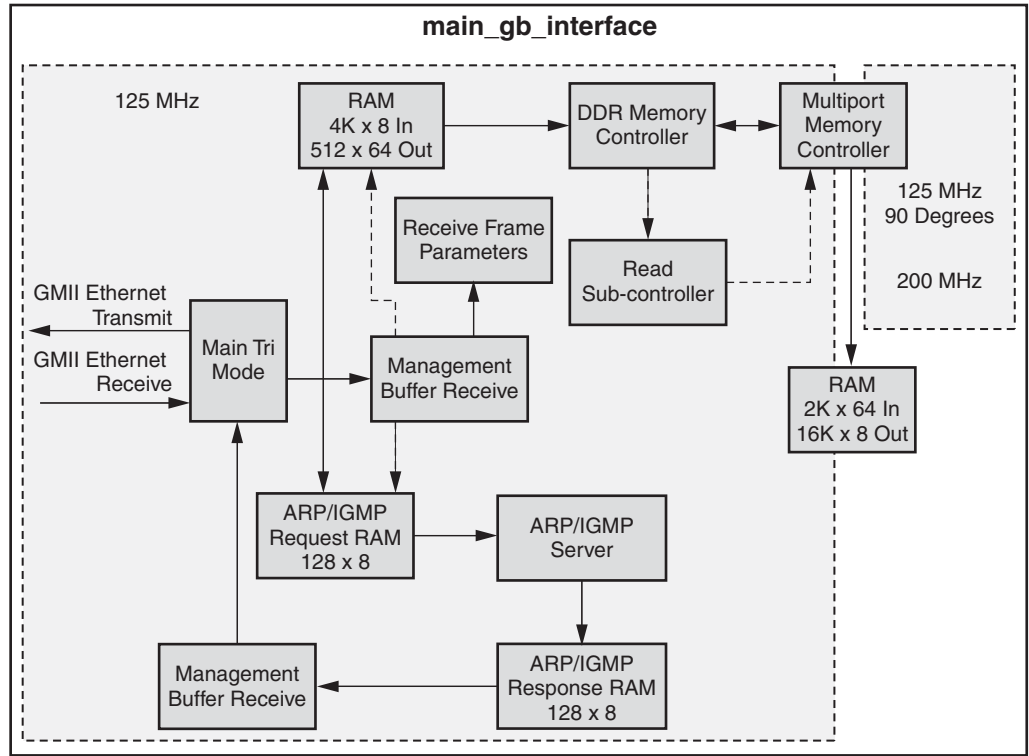 main_gb_interface
125 MHz
RAM
4K x 8 In
512 x 64 Out
DDR Memory
Controller
Multiport
Memory
Controller
125 MHz
90 Degrees
200 MHz
Receive Frame
Parameters
Read
Sub-controller
GMII Ethernet
Transmit
GMII Ethernet
Receive
Main Tri
Mode
Management
Buffer Receive
RAM
2K x 64 In
16K x 8 Out
ARP/IGMP
Request RAM
128 x 8
ARP/IGMP
Server
Management
Buffer Receive
ARP/IGMP
Response RAM
128 x 8